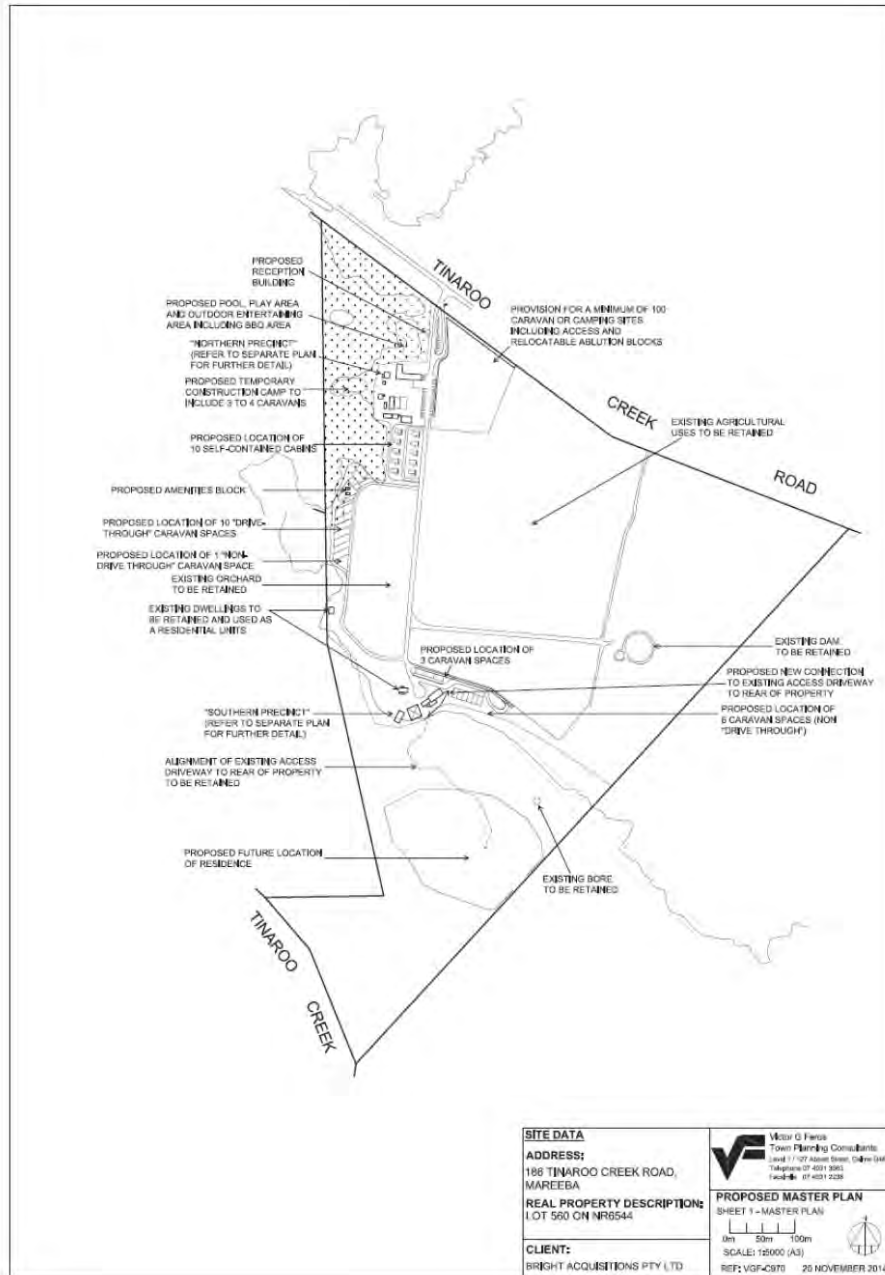 TINAROO
CREEK
ROAD
PROPOSED
RECEPTION
BUILDING
PROPOSED POOL, PLAY AREA
AND OUTDOOR ENTERTAINING
AREA INCLUDING BBQ AREA
"NORTHERN PRECINCT"
(REFER TO SEPARATE PLAN
FOR FURTHER DETAIL)
PROPOSED TEMPORARY
CONSTRUCTION CAMP TO
INCLUDE 3 TO 4 CARAVANS
PROPOSED LOCATION OF
10 SELF-CONTAINED CABINS
PROPOSED AMENITIES BLOCK
PROPOSED LOCATION OF 10 "DRIVE-
THROUGH" CARAVAN SPACES
PROPOSED LOCATION OF 1 "NON-
DRIVE THROUGH" CARAVAN SPACE
EXISTING ORCHARD
TO BE RETAINED
EXISTING DWELLINGS TO
BE RETAINED AND USED AS
A RESIDENTIAL UNITS
"SOUTHERN PRECINCT"
(REFER TO SEPARATE PLAN
FOR FURTHER DETAIL)
ALIGNMENT OF EXISTING ACCESS
DRIVEWAY TO REAR OF PROPERTY
TO BE RETAINED
PROPOSED FUTURE LOCATION
OF RESIDENCE
PROVISION FOR A MINIMUM OF 100
CARAVAN OR CAMPING SITES
INCLUDING ACCESS AND
RELOCATABLE ABLUTION BLOCKS
EXISTING AGRICULTURAL
USES TO BE RETAINED
EXISTING DAM
TO BE RETAINED
PROPOSED LOCATION OF
3 CARAVAN SPACES
PROPOSED NEW CONNECTION
TO EXISTING ACCESS DRIVEWAY
TO REAR OF PROPERTY
PROPOSED LOCATION OF
6 CARAVAN SPACES (NON
"DRIVE THROUGH")
EXISTING BORE
TO BE RETAINED
TINAROO
CREEK
SITE DATA
ADDRESS:
186 TINAROO CREEK ROAD,
MAREEBA
REAL PROPERTY DESCRIPTION:
LOT 560 ON NR6544
CLIENT:
BRIGHT ACQUISITIONS PTY LTD
Victor G Feros
Town Planning Consultants
PROPOSED MASTER PLAN
SHEET 1 - MASTER PLAN
0m 50m 100m
SCALE: 1:5000 (A3)
REF: VGF-C970 20 NOVEMBER 2014